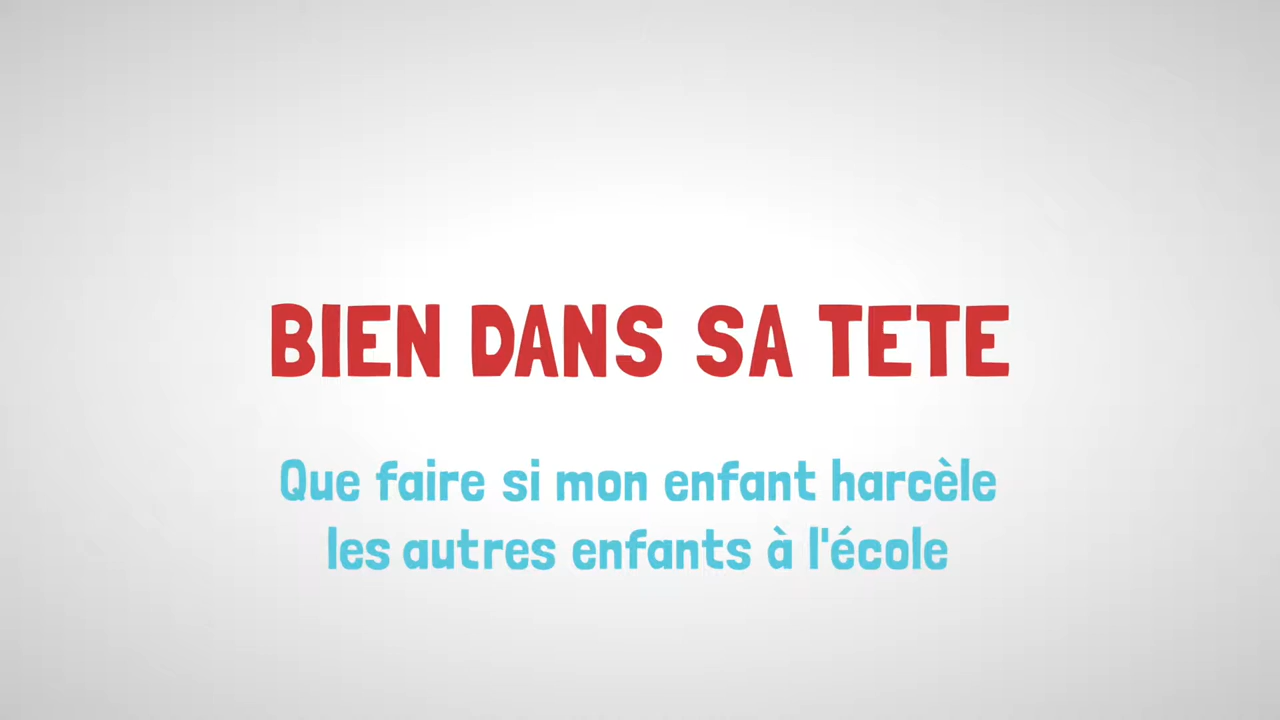 BIEN DANS SA TETE
Que faire si mon enfant harcèle
les autres enfants à l'école